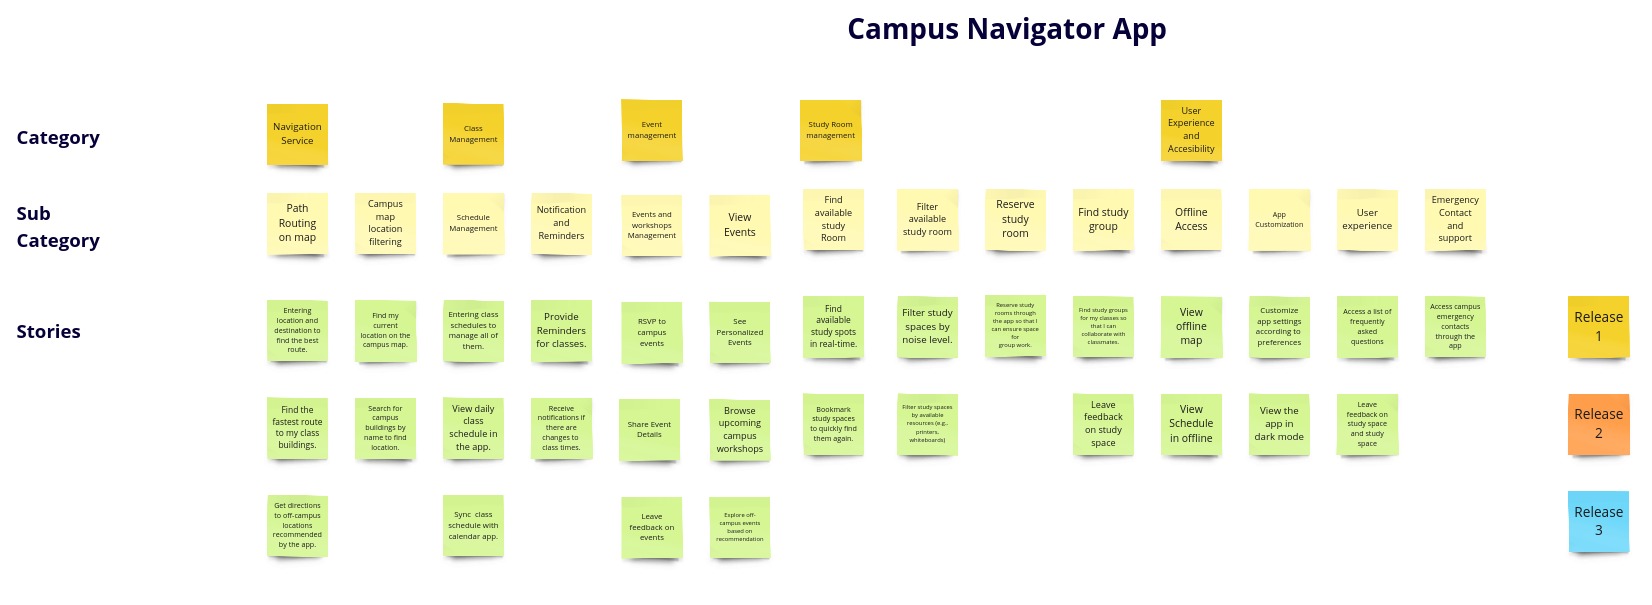 Campus Navigator App
Category
Navigation
Service
Class
Management
Event
management
Study Room
management
User
Experience
and
Accesibility
Sub
Category
Path
Routing
on map
Campus
map
location
filtering
Schedule
Management
Notification
and
Reminders
Events and
workshops
Management
View
Events
Find
available
study
Room
Filter
available
study room
Reserve
study
room
Find study
group
Offline
Access
App
Customization
User
experience
Emergency
Contact
and
support
Stories
Entering
location and
destination to
find the best
route.
Find my
current
location on the
campus map.
Entering class
schedules to
manage all of
them.
Provide
Reminders
for classes.
RSVP to
campus
events
See
Personalized
Events
Find
available
study spots
in real-time.
Filter study
spaces by
noise level.
Reserve study
rooms through
the app so that I
can ensure space
for
group work.
Find study groups
for my classes so
that I can
collaborate with
classmates.
View
offline
map
Customize
app settings
according to
preferences
Access a list of
frequently
asked
questions
Access campus
emergency
contacts
through the
app
Release
1
Find the
fastest route
to my class
buildings.
Search for
campus
buildings by
name to find
location.
View daily
class
schedule in
the app.
Receive
notifications if
there are
changes to
class times.
Share Event
Details
Browse
upcoming
campus
workshops
Bookmark
study spaces
to quickly find
them again.
Filter study spaces
by available
resources (e.g.,
printers,
whiteboards)
Leave
feedback
on study
space
View
Schedule
in offline
View the
app in
dark mode
Leave
feedback on
study space
and study
space
Release
2
Get directions
to off-campus
locations
recommended
by the app.
Sync class
schedule with
calendar app.
Leave
feedback on
events
Explore off-
campus events
based on
recommendation
Release
3